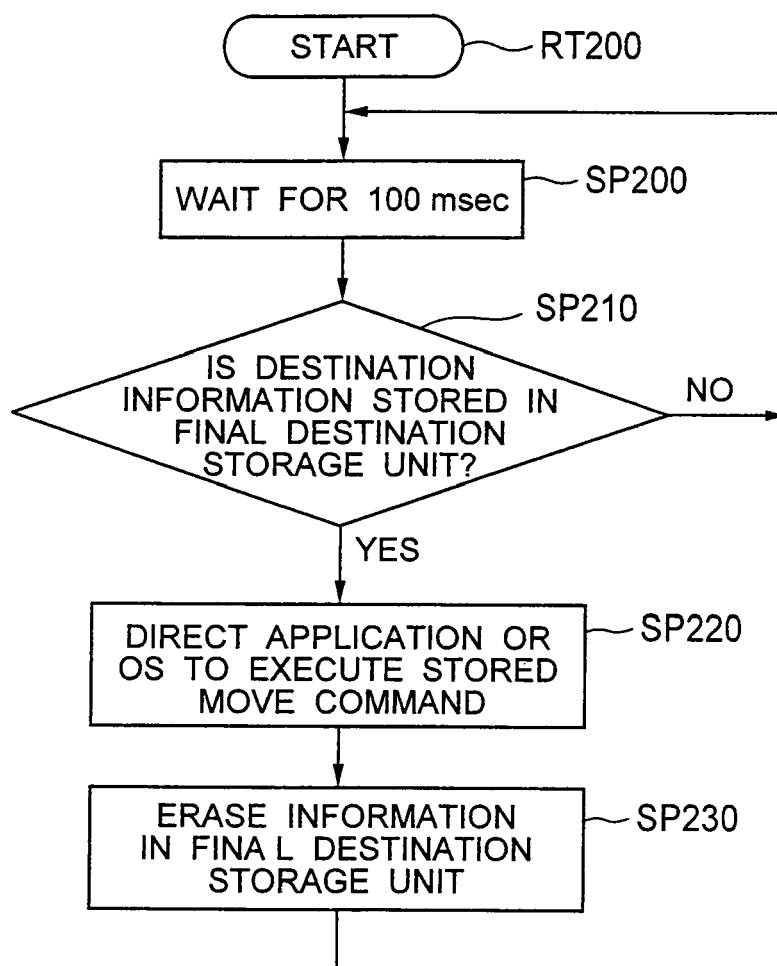 START
RT200
WAIT FOR 100 msec
SP200
SP210
IS DESTINATION
INFORMATION STORED IN
FINAL DESTINATION
STORAGE UNIT?
NO
YES
DIRECT APPLICATION OR
OS TO EXECUTE STORED
MOVE COMMAND
SP220
ERASE INFORMATION
IN FINAL DESTINATION
STORAGE UNIT
SP230